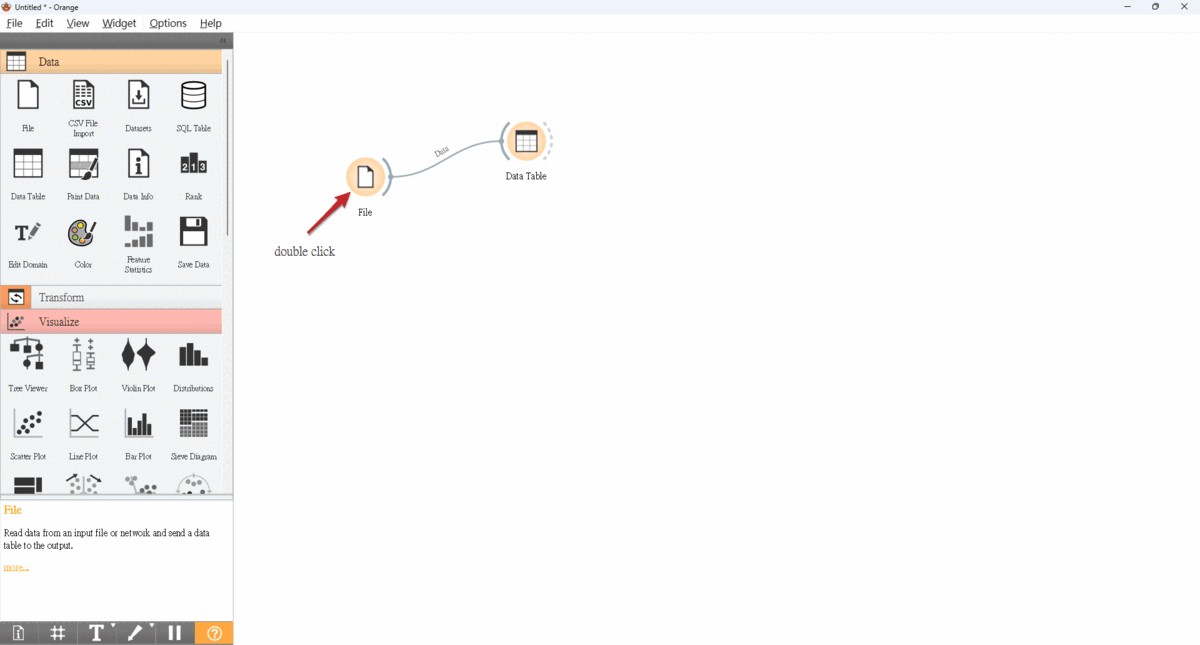 Untitled * - Orange
File Edit View Widget Options Help
Data
File
CSV File
Import
Datasets
SQL Table
Data Table
Paint Data
Data Info
Rank
Edit Domain
Color
Feature
Statistics
Save Data
Transform
Visualize
Tree Viewer
Box Plot
Violin Plot
Distributions
Scatter Plot
Line Plot
Bar Plot
Sieve Diagram
File
Read data from an input file or network and send a data
table to the output.
more...
Data
Data Table
File
double click